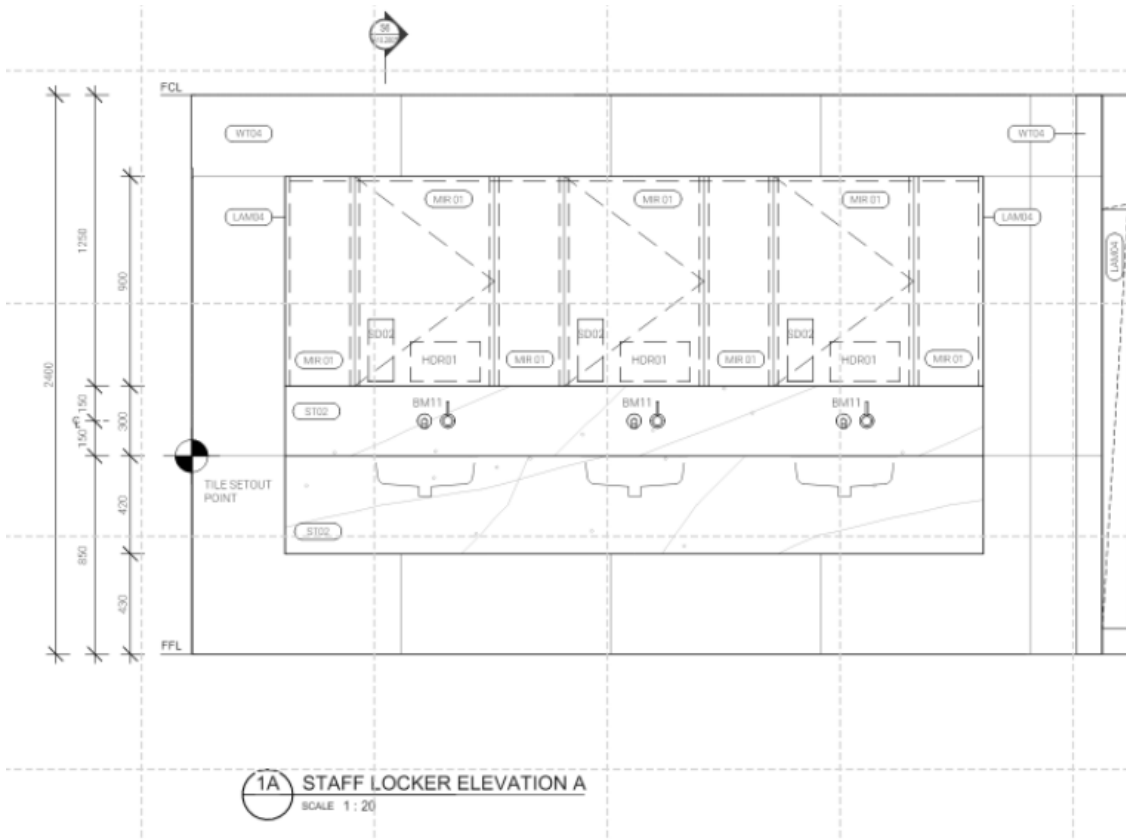 S6
FCL
WT04
WT04
MIR 01
MIR 01
MIR 01
LAM04
LAM04
LAM04
1250
900
2400
SD02
SD02
SD02
HDR01
HDR01
HDR01
MIR 01
MIR 01
MIR 01
MIR 01
150
300
150
ST02
BM11
BM11
BM11
TILE SETOUT
POINT
420
ST02
850
430
FFL
1A
STAFF LOCKER ELEVATION A
SCALE 1 : 20